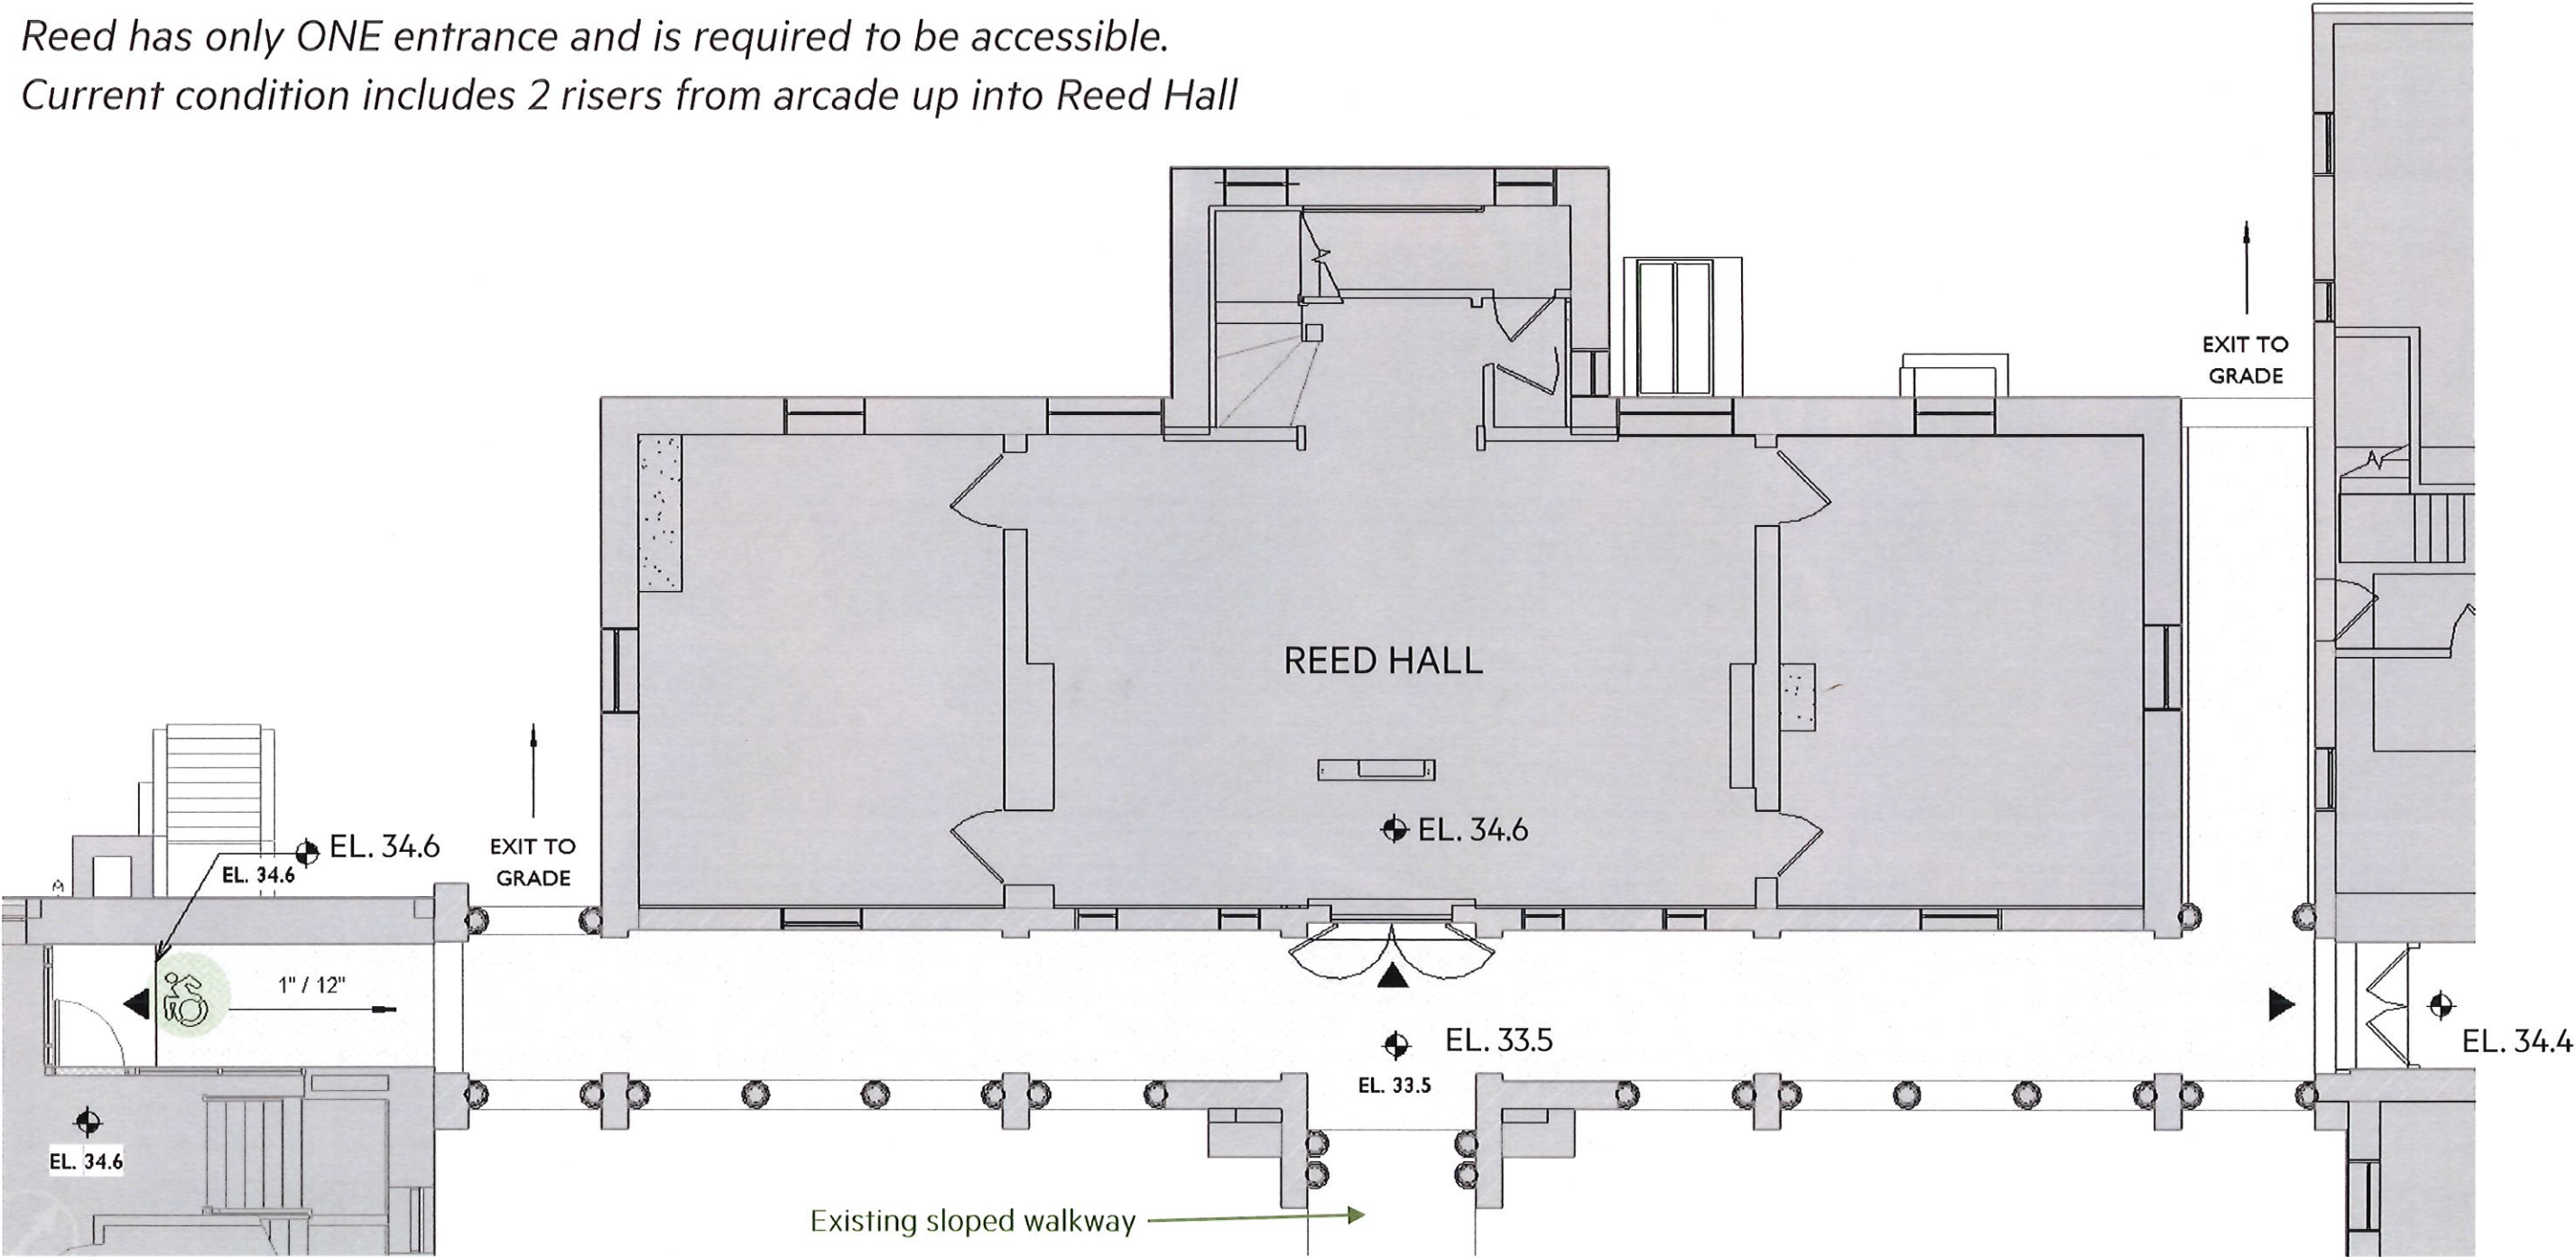 Reed has only ONE entrance and is required to be accessible.
Current condition includes 2 risers from arcade up into Reed Hall
EXIT TO
GRADE
REED HALL
EL. 34.6
EL. 34.6
EL. 34.6
EXIT TO
GRADE
1" / 12"
EL. 33.5
EL. 33.5
EL. 34.4
EL. 34.6
Existing sloped walkway